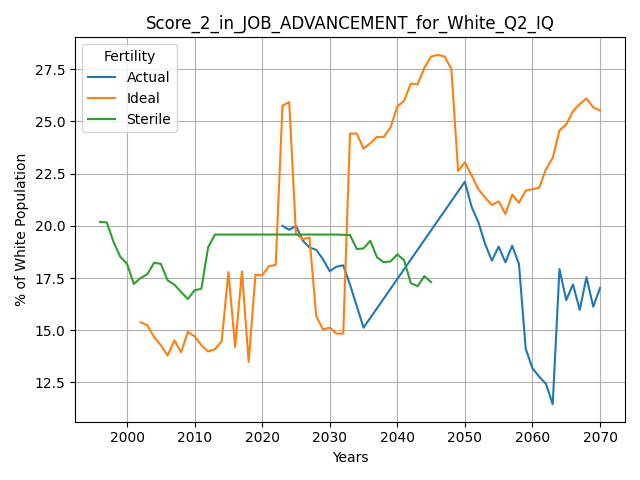 Score_2_in_JOB_ADVANCEMENT_for_White_Q2_IQ
Fertility
Actual
Ideal
Sterile
% of White Population
27.5
25.0
22.5
20.0
17.5
15.0
12.5
2000 2010 2020 2030 2040 2050 2060 2070
Years